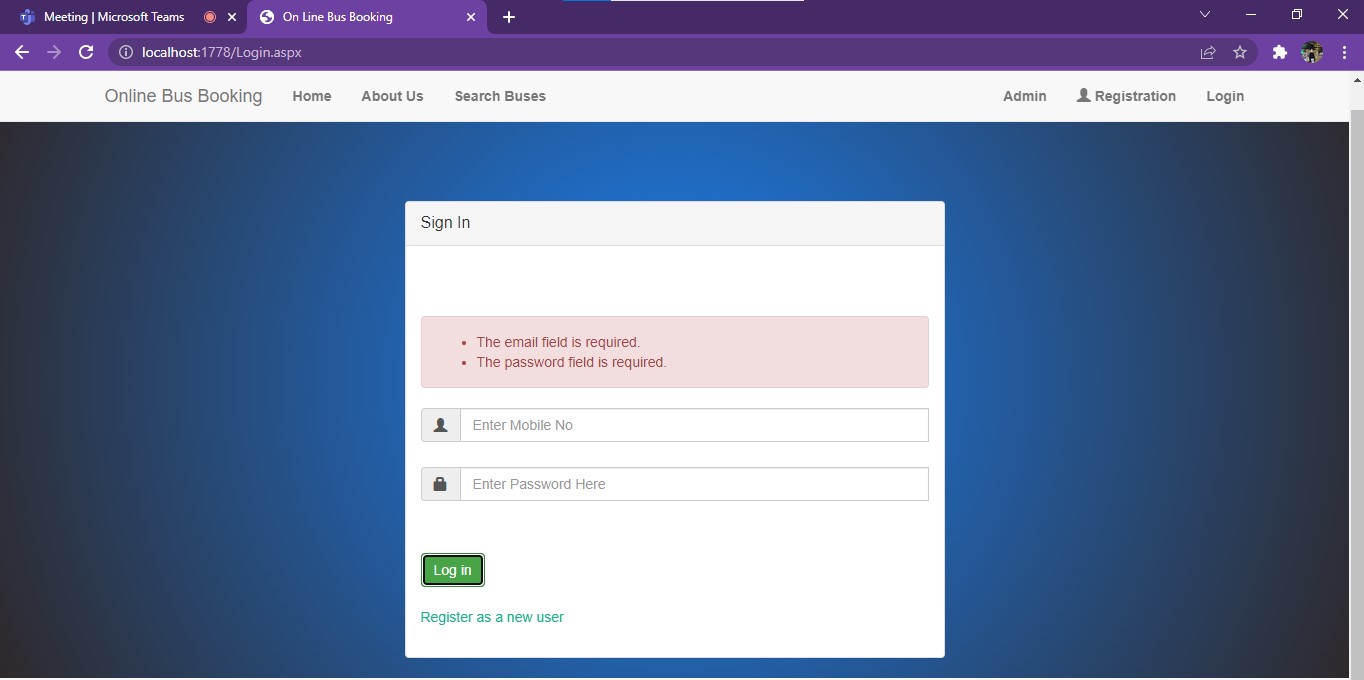 Meeting | Microsoft Teams
On Line Bus Booking
localhost:1778/Login.aspx
Online Bus Booking Home About Us Search Buses Admin Registration Login
Sign In
The email field is required.
The password field is required.
Enter Mobile No
Enter Password Here
Log in
Register as a new user